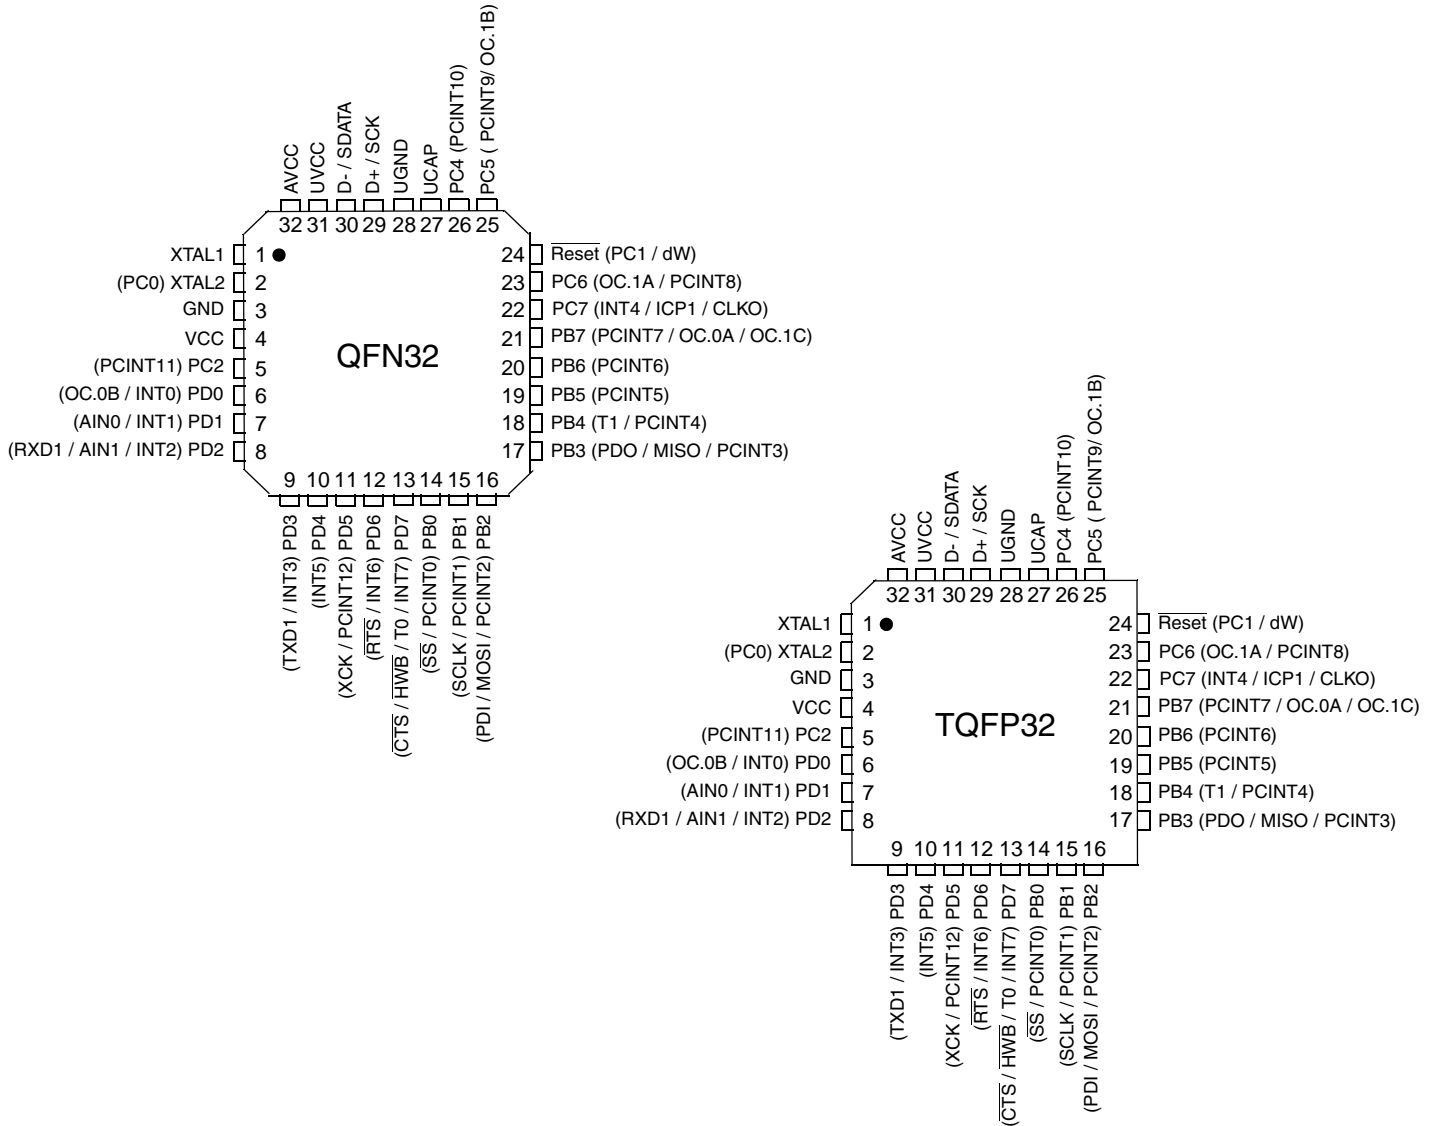 AVCC
UVCC
D- / SDATA
D+ / SCK
UGND
UCAP
PC4 (PCINT10)
PC5 ( PCINT9/ OC.1B)
32 31 30 29 28 27 26 25
XTAL1 1
(PC0) XTAL2 2
GND 3
VCC 4
(PCINT11) PC2 5
(OC.0B / INT0) PD0 6
(AIN0 / INT1) PD1 7
(RXD1 / AIN1 / INT2) PD2 8
QFN32
24 Reset (PC1 / dW)
23 PC6 (OC.1A / PCINT8)
22 PC7 (INT4 / ICP1 / CLKO)
21 PB7 (PCINT7 / OC.0A / OC.1C)
20 PB6 (PCINT6)
19 PB5 (PCINT5)
18 PB4 (T1 / PCINT4)
17 PB3 (PDO / MISO / PCINT3)
9 10 11 12 13 14 15 16
(TXD1 / INT3) PD3
(INT5) PD4
(XCK / PCINT12) PD5
(RTS / INT6) PD6
(CTS / HWB / T0 / INT7) PD7
(SS / PCINT0) PB0
(SCLK / PCINT1) PB1
(PDI / MOSI / PCINT2) PB2
AVCC
UVCC
D- / SDATA
D+ / SCK
UGND
UCAP
PC4 (PCINT10)
PC5 ( PCINT9/ OC.1B)
32 31 30 29 28 27 26 25
XTAL1 1
(PC0) XTAL2 2
GND 3
VCC 4
(PCINT11) PC2 5
(OC.0B / INT0) PD0 6
(AIN0 / INT1) PD1 7
(RXD1 / AIN1 / INT2) PD2 8
TQFP32
24 Reset (PC1 / dW)
23 PC6 (OC.1A / PCINT8)
22 PC7 (INT4 / ICP1 / CLKO)
21 PB7 (PCINT7 / OC.0A / OC.1C)
20 PB6 (PCINT6)
19 PB5 (PCINT5)
18 PB4 (T1 / PCINT4)
17 PB3 (PDO / MISO / PCINT3)
9 10 11 12 13 14 15 16
(TXD1 / INT3) PD3
(INT5) PD4
(XCK / PCINT12) PD5
(RTS / INT6) PD6
(CTS / HWB / T0 / INT7) PD7
(SS / PCINT0) PB0
(SCLK / PCINT1) PB1
(PDI / MOSI / PCINT2) PB2